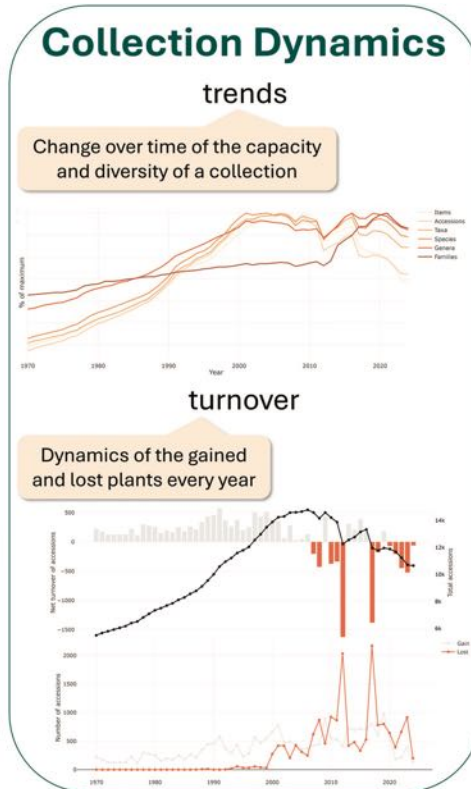 Collection Dynamics
trends
Change over time of the capacity
and diversity of a collection
Items
Accessions
Taxa
Species
Genera
Families
% of maximum
1970
1980
1990
2000
2010
2020
Year
turnover
Dynamics of the gained
and lost plants every year
500
0
−500
−1000
−1500
Net turnover of accessions
14k
12k
10k
8k
6k
Total accessions
Gain
Lost
2000
1500
1000
500
0
Number of accessions
1970
1980
1990
2000
2010
2020